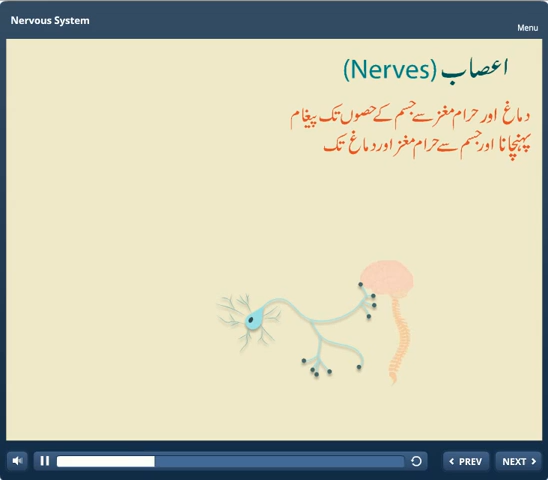 Nervous System
Menu
اعصاب (Nerves)
دماغ اور حرام مغز سے جسم کے حصوں تک پیغام
پہنچانا اور جسم سے حرام مغز اور دماغ تک
PREV
NEXT